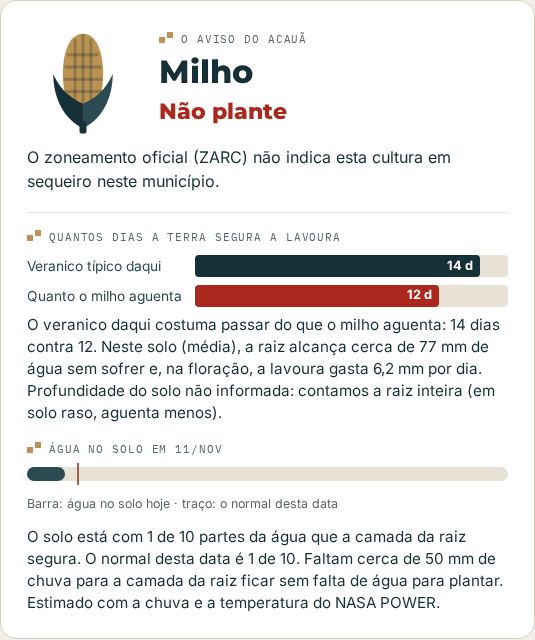 O AVISO DO ACAUÃ
Milho
Não plante
O zoneamento oficial (ZARC) não indica esta cultura em
sequeiro neste município.
QUANTOS DIAS A TERRA SEGURA A LAVOURA
Veranico típico daqui 14 d
Quanto o milho aguenta 12 d
O veranico daqui costuma passar do que o milho aguenta: 14 dias
contra 12. Neste solo (média), a raiz alcança cerca de 77 mm de
água sem sofrer e, na floração, a lavoura gasta 6,2 mm por dia.
Profundidade do solo não informada: contamos a raiz inteira (em
solo raso, aguenta menos).
ÁGUA NO SOLO EM 11/NOV
Barra: água no solo hoje · traço: o normal desta data
O solo está com 1 de 10 partes da água que a camada da raiz
segura. O normal desta data é 1 de 10. Faltam cerca de 50 mm de
chuva para a camada da raiz ficar sem falta de água para plantar.
Estimado com a chuva e a temperatura do NASA POWER.